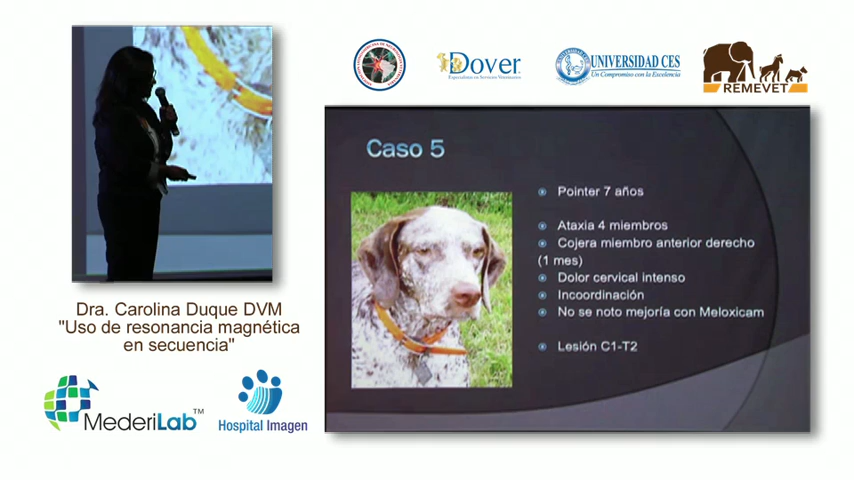 Dover
Especialistas en Servicios Veterinarios
UNIVERSIDAD CES
Un Compromiso con la Excelencia
REMEVET
Caso 5
Pointer 7 años
Ataxia 4 miembros
Cojera miembro anterior derecho
(1 mes)
Dolor cervical intenso
Incoordinación
No se noto mejoría con Meloxicam
Lesión C1-T2
Dra. Carolina Duque DVM
"Uso de resonancia magnética
en secuencia"
MederiLab™
Hospital Imagen